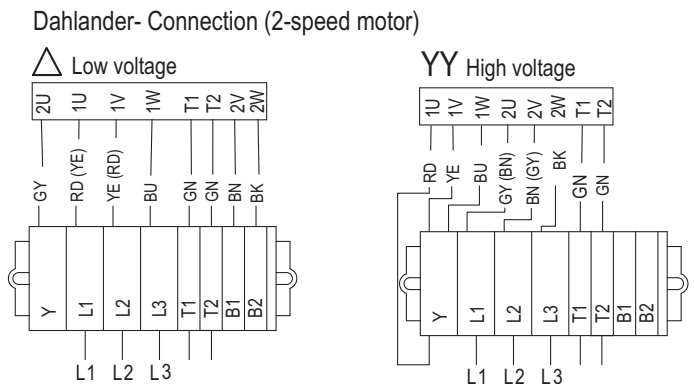 Dahlander- Connection (2-speed motor)
△ Low voltage
2U 1U 1V 1W T1 T2 2V 2W
GY RD (YE) YE (RD) BU GN GN BN BK
Y L1 L2 L3 T1 T2 B1 B2
L1 L2 L3
YY High voltage
1U 1V 1W 2U 2V 2W T1 T2
RD YE BU GY (BN) BN (GY) BK GN GN
Y L1 L2 L3 T1 T2 B1 B2
L1 L2 L3